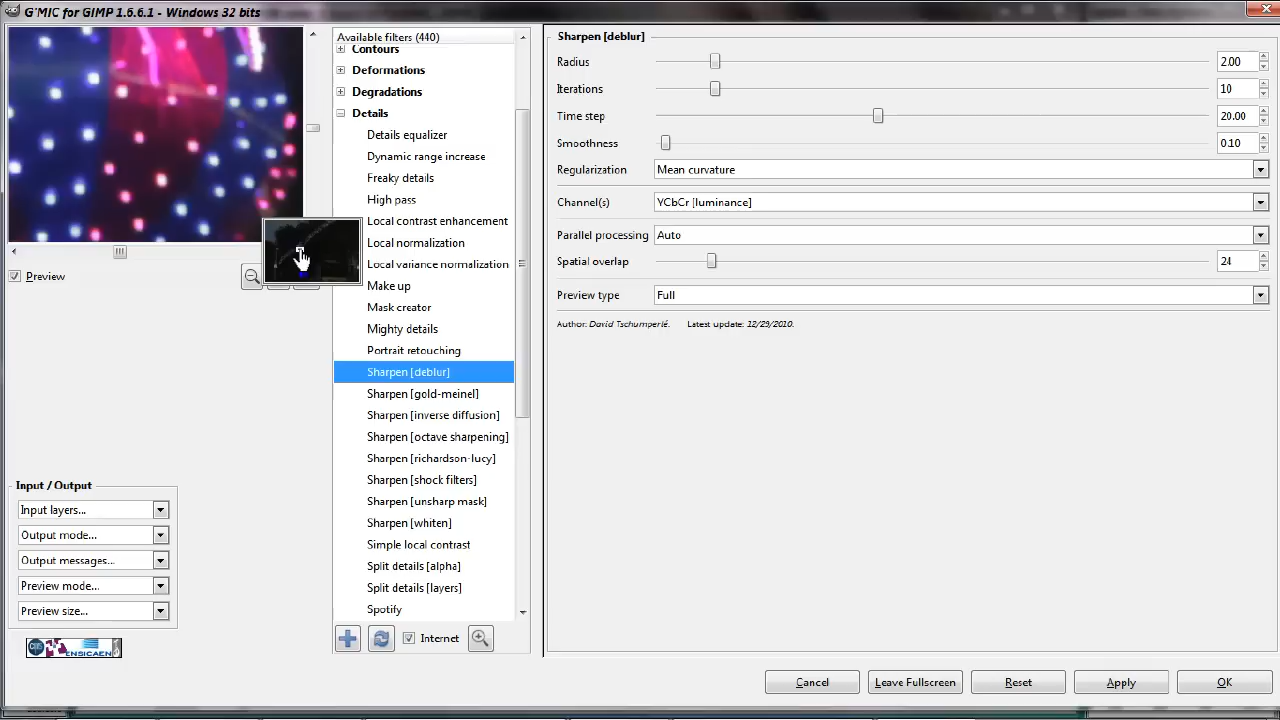 G'MIC for GIMP 1.6.6.1 - Windows 32 bits
Available filters (440)
Contours
Deformations
Degradations
Details
Details equalizer
Dynamic range increase
Freaky details
High pass
Local contrast enhancement
Local normalization
Local variance normalization
Make up
Mask creator
Mighty details
Portrait retouching
Sharpen [deblur]
Sharpen [gold-meinel]
Sharpen [inverse diffusion]
Sharpen [octave sharpening]
Sharpen [richardson-lucy]
Sharpen [shock filters]
Sharpen [unsharp mask]
Sharpen [whiten]
Simple local contrast
Split details [alpha]
Split details [layers]
Spotify
Internet
Preview
Input / Output
Input layers...
Output mode...
Output messages...
Preview mode...
Preview size...
ENSICAEN
Sharpen [deblur]
Radius 2.00
Iterations 10
Time step 20.00
Smoothness 0.10
Regularization Mean curvature
Channel(s) YCbCr [luminance]
Parallel processing Auto
Spatial overlap 24
Preview type Full
Author: David Tschumperlé. Latest update: 12/29/2010.
Cancel
Leave Fullscreen
Reset
Apply
OK